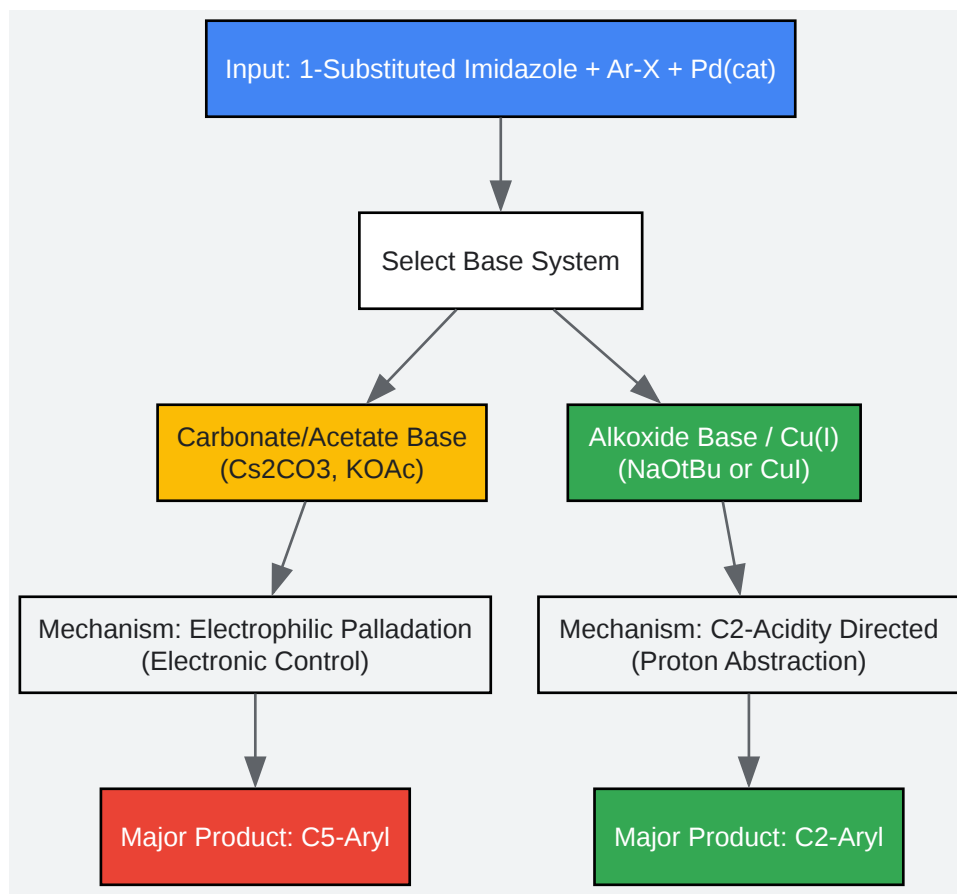 Input: 1-Substituted Imidazole + Ar-X + Pd(cat)
Select Base System
Carbonate/Acetate Base
(Cs2CO3, KOAc)
Alkoxide Base / Cu(I)
(NaOtBu or CuI)
Mechanism: Electrophilic Palladation
(Electronic Control)
Mechanism: C2-Acidity Directed
(Proton Abstraction)
Major Product: C5-Aryl
Major Product: C2-Aryl